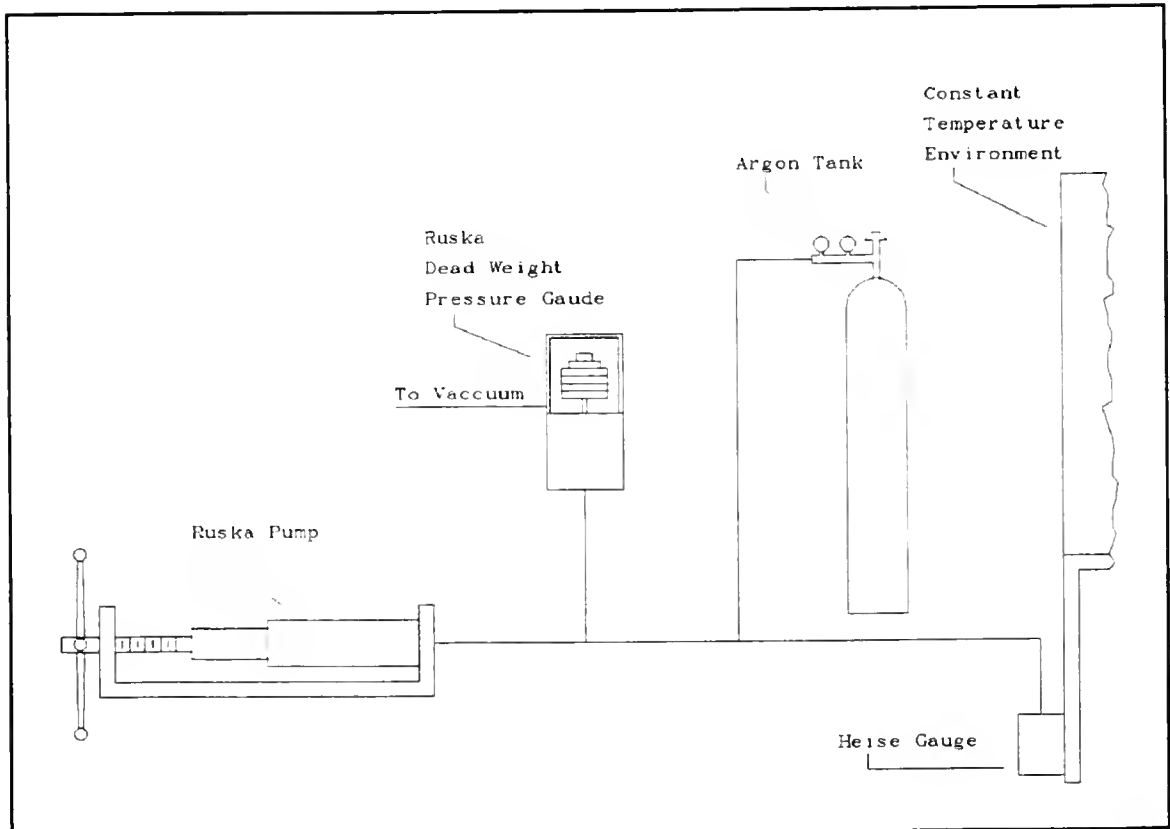 Constant
Temperature
Environment
Argon Tank
Ruska
Dead Weight
Pressure Gaude
To Vaccuum
Ruska Pump
Heise Gauge